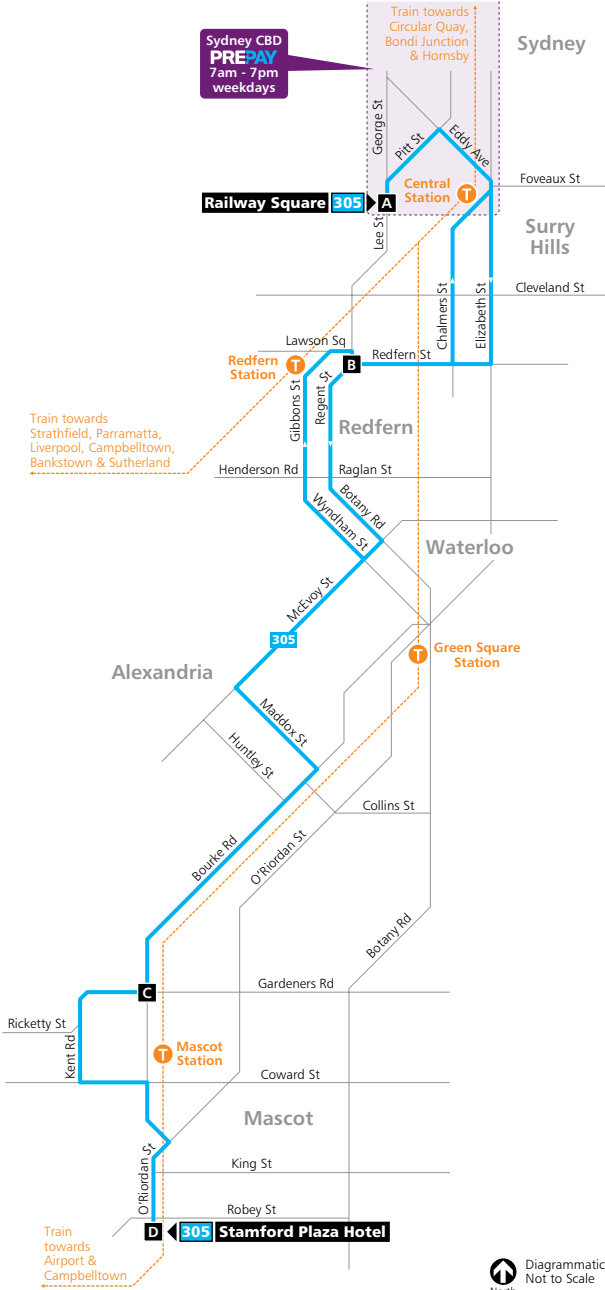 Train towards
Circular Quay,
Bondi Junction
& Hornsby
Sydney
Sydney CBD
PREPAY
7am - 7pm
weekdays
George St
Pitt St
Eddy Ave
Central
Station
T
Foveaux St
Railway Square 305 A
Lee St
Surry
Hills
Chalmers St
Elizabeth St
Cleveland St
Lawson Sq
Redfern
Station
T
B
Redfern St
Gibbons St
Regent St
Redfern
Train towards
Strathfield, Parramatta,
Liverpool, Campbelltown,
Bankstown & Sutherland
Henderson Rd
Raglan St
Botany Rd
Wyndham St
Waterloo
McEvoy St
305
T
Green Square
Station
Alexandria
Maddox St
Huntley St
Collins St
Bourke Rd
O'Riordan St
Botany Rd
C
Gardeners Rd
Ricketty St
Kent Rd
T
Mascot
Station
Coward St
Mascot
O'Riordan St
King St
Robey St
D 305 Stamford Plaza Hotel
Train
towards
Airport &
Campbelltown
Diagrammatic
Not to Scale
North